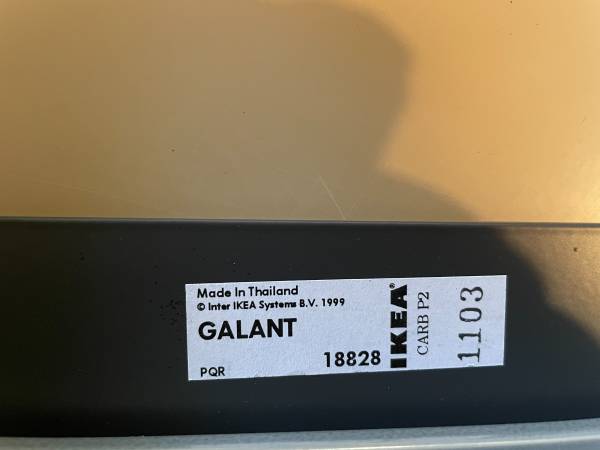 Made In Thailand
© Inter IKEA Systems B.V. 1999
GALANT
18828
PQR
IKEA®
CARB P2
1103